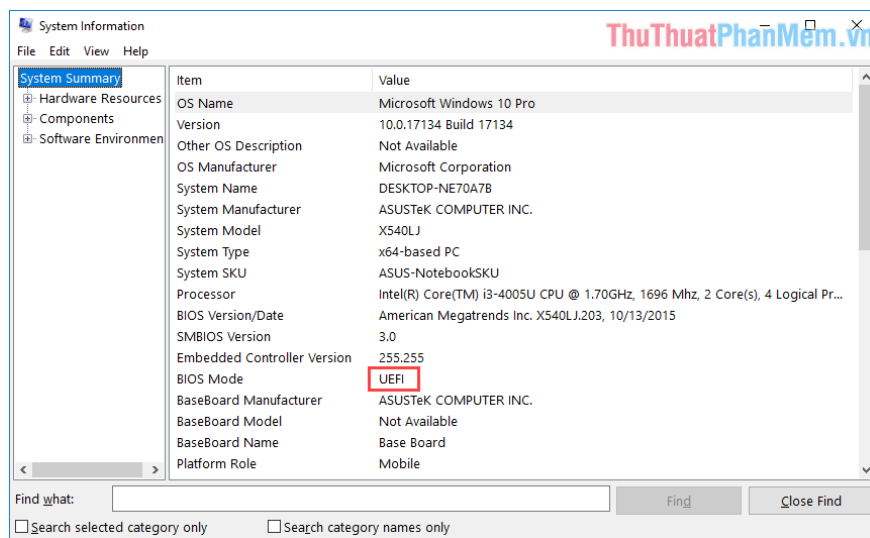 System Information
ThuThuatPhanMem.vn
File Edit View Help
System Summary
Hardware Resources
Components
Software Environmen
Item Value
OS Name Microsoft Windows 10 Pro
Version 10.0.17134 Build 17134
Other OS Description Not Available
OS Manufacturer Microsoft Corporation
System Name DESKTOP-NE70A7B
System Manufacturer ASUSTeK COMPUTER INC.
System Model X540LJ
System Type x64-based PC
System SKU ASUS-NotebookSKU
Processor Intel(R) Core(TM) i3-4005U CPU @ 1.70GHz, 1696 Mhz, 2 Core(s), 4 Logical Pr...
BIOS Version/Date American Megatrends Inc. X540LJ.203, 10/13/2015
SMBIOS Version 3.0
Embedded Controller Version 255.255
BIOS Mode UEFI
BaseBoard Manufacturer ASUSTeK COMPUTER INC.
BaseBoard Model Not Available
BaseBoard Name Base Board
Platform Role Mobile
Find what: Find Close Find
Search selected category only Search category names only